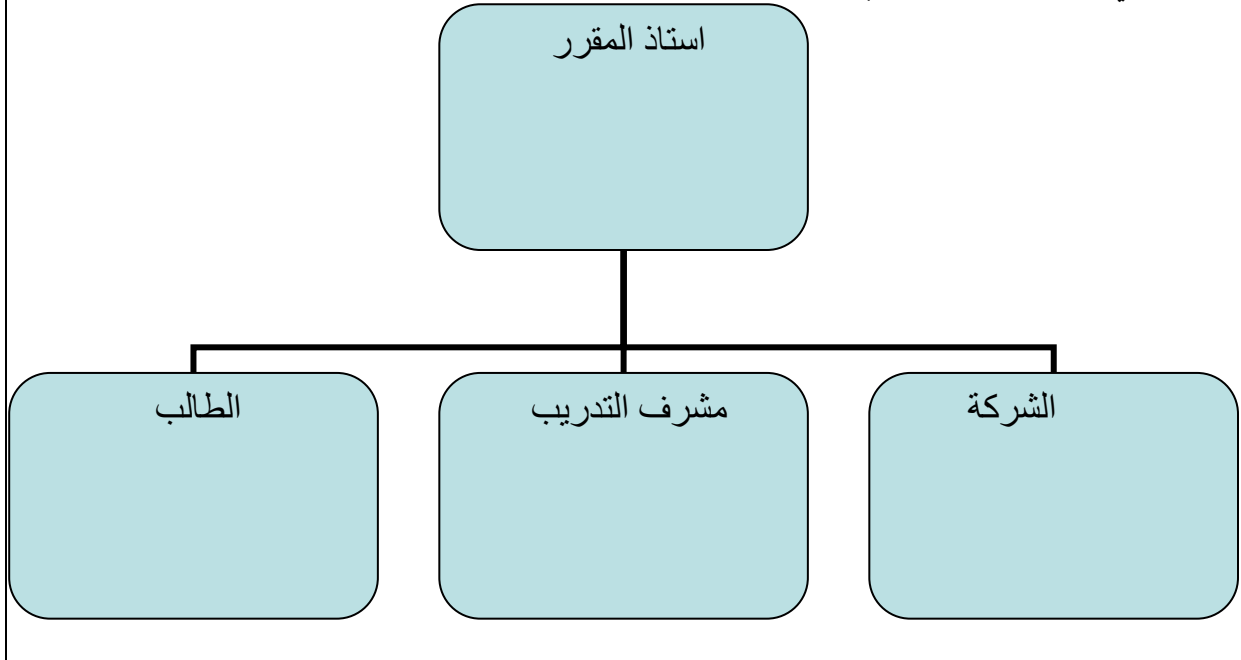 استاذ المقرر
الشركة
مشرف التدريب
الطالب